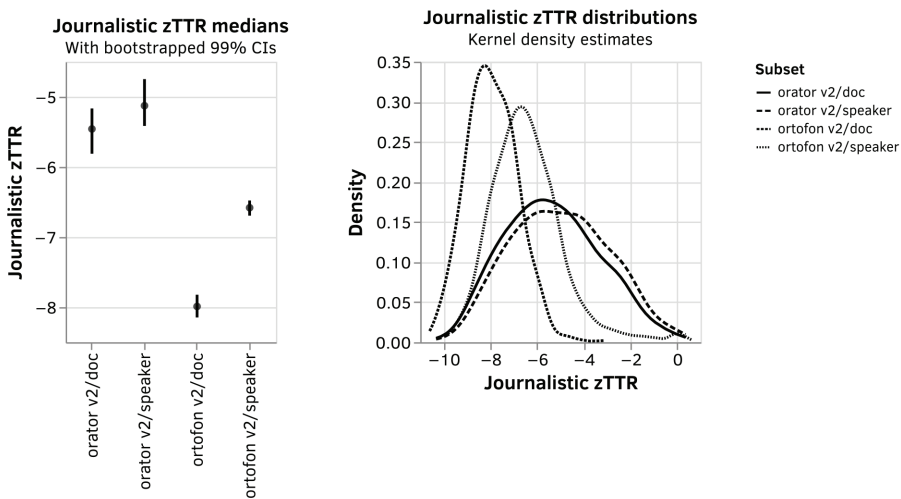 Journalistic zTTR medians
With bootstrapped 99% CIs
Journalistic zTTR
−5
−6
−7
−8
orator v2/doc
orator v2/speaker
ortofon v2/doc
ortofon v2/speaker
Journalistic zTTR distributions
Kernel density estimates
Density
0.35
0.30
0.25
0.20
0.15
0.10
0.05
0.00
−10 −8 −6 −4 −2 0
Journalistic zTTR
Subset
orator v2/doc
orator v2/speaker
ortofon v2/doc
ortofon v2/speaker